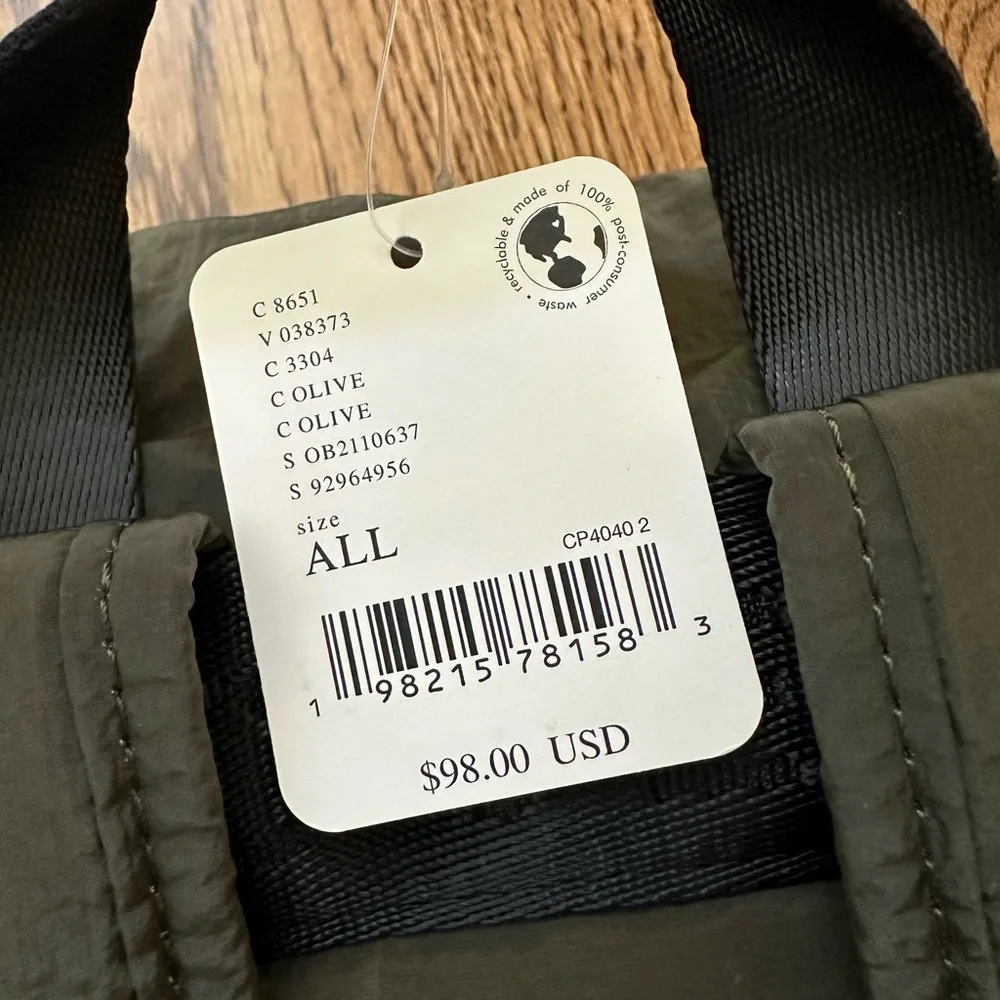 recyclable & made of 100% post-consumer waste •
C 8651
V 038373
C 3304
C OLIVE
C OLIVE
S OB2110637
S 92964956
size
ALL
CP4040 2
1 98215 78158 3
$98.00 USD